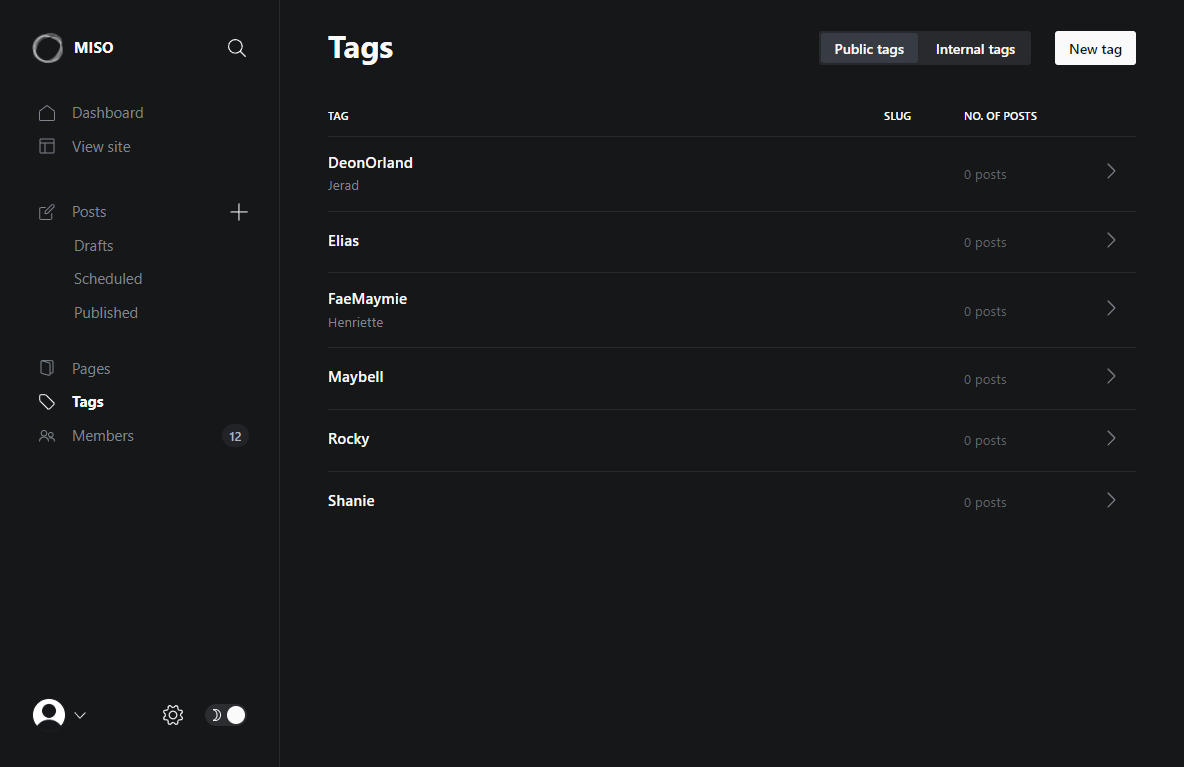 MISO
Dashboard
View site
Posts
Drafts
Scheduled
Published
Pages
Tags
Members 12
Tags
Public tags Internal tags New tag
TAG SLUG NO. OF POSTS
DeonOrland
Jerad
0 posts
Elias
0 posts
FaeMaymie
Henriette
0 posts
Maybell
0 posts
Rocky
0 posts
Shanie
0 posts